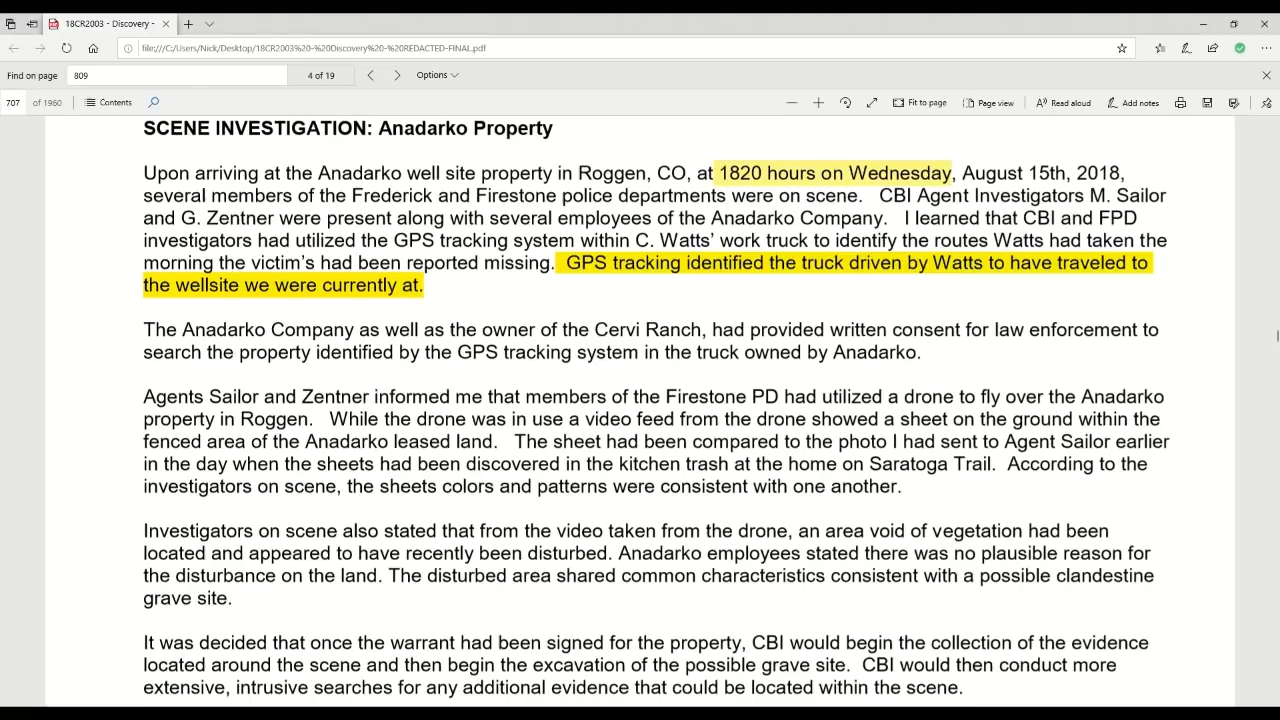 18CR2003 - Discovery -
file:///C:/Users/Nick/Desktop/18CR2003%20-%20Discovery%20-%20REDACTED-FINAL.pdf
Find on page 809 4 of 19 Options
707 of 1960 Contents Fit to page Page view Read aloud Add notes
SCENE INVESTIGATION: Anadarko Property
Upon arriving at the Anadarko well site property in Roggen, CO, at 1820 hours on Wednesday, August 15th, 2018,
several members of the Frederick and Firestone police departments were on scene. CBI Agent Investigators M. Sailor
and G. Zentner were present along with several employees of the Anadarko Company. I learned that CBI and FPD
investigators had utilized the GPS tracking system within C. Watts' work truck to identify the routes Watts had taken the
morning the victim's had been reported missing. GPS tracking identified the truck driven by Watts to have traveled to
the wellsite we were currently at.
The Anadarko Company as well as the owner of the Cervi Ranch, had provided written consent for law enforcement to
search the property identified by the GPS tracking system in the truck owned by Anadarko.
Agents Sailor and Zentner informed me that members of the Firestone PD had utilized a drone to fly over the Anadarko
property in Roggen. While the drone was in use a video feed from the drone showed a sheet on the ground within the
fenced area of the Anadarko leased land. The sheet had been compared to the photo I had sent to Agent Sailor earlier
in the day when the sheets had been discovered in the kitchen trash at the home on Saratoga Trail. According to the
investigators on scene, the sheets colors and patterns were consistent with one another.
Investigators on scene also stated that from the video taken from the drone, an area void of vegetation had been
located and appeared to have recently been disturbed. Anadarko employees stated there was no plausible reason for
the disturbance on the land. The disturbed area shared common characteristics consistent with a possible clandestine
grave site.
It was decided that once the warrant had been signed for the property, CBI would begin the collection of the evidence
located around the scene and then begin the excavation of the possible grave site. CBI would then conduct more
extensive, intrusive searches for any additional evidence that could be located within the scene.